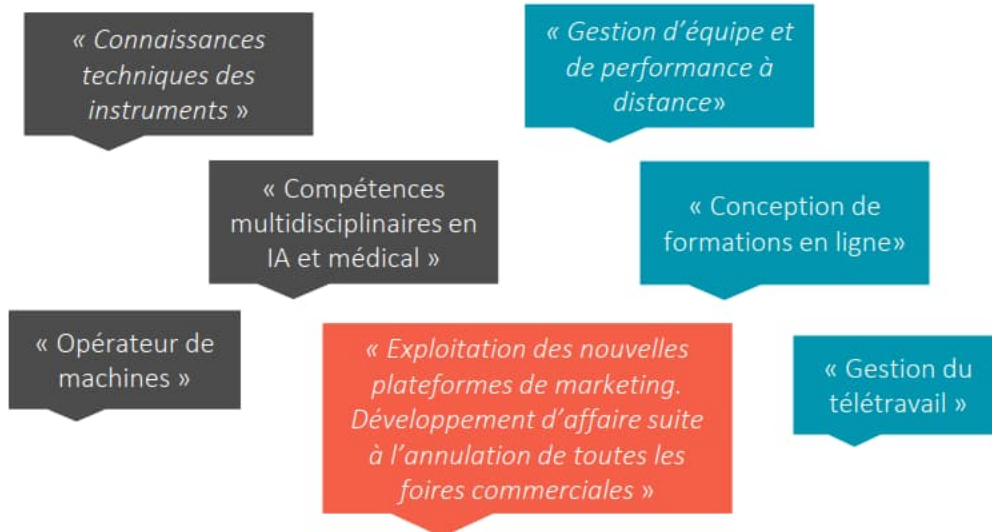 « Connaissances
techniques des
instruments »
« Gestion d’équipe et
de performance à
distance»
« Compétences
multidisciplinaires en
IA et médical »
« Conception de
formations en ligne»
« Opérateur de
machines »
« Exploitation des nouvelles
plateformes de marketing.
Développement d’affaire suite
à l’annulation de toutes les
foires commerciales »
« Gestion du
télétravail »